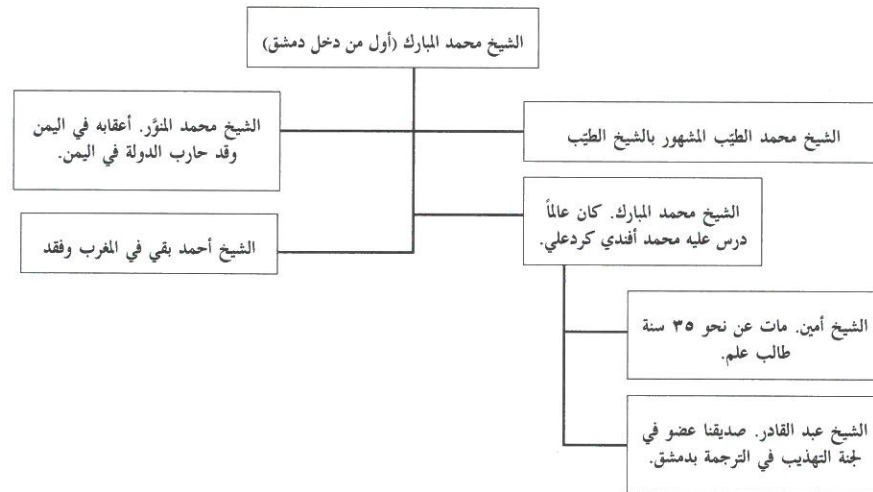 الشيخ محمد المبارك (أول من دخل دمشق)
الشيخ محمد الطيّب المشهور بالشيخ الطيّب
الشيخ محمد المنوَّر. أعقابه في اليمن
وقد حارب الدولة في اليمن.
الشيخ محمد المبارك. كان عالماً
درس عليه محمد أفندي كردعلي.
الشيخ أحمد بقي في المغرب وفقد
الشيخ أمين. مات عن نحو ٣٥ سنة
طالب علم.
الشيخ عبد القادر. صديقنا عضو في
لجنة التهذيب في الترجمة بدمشق.